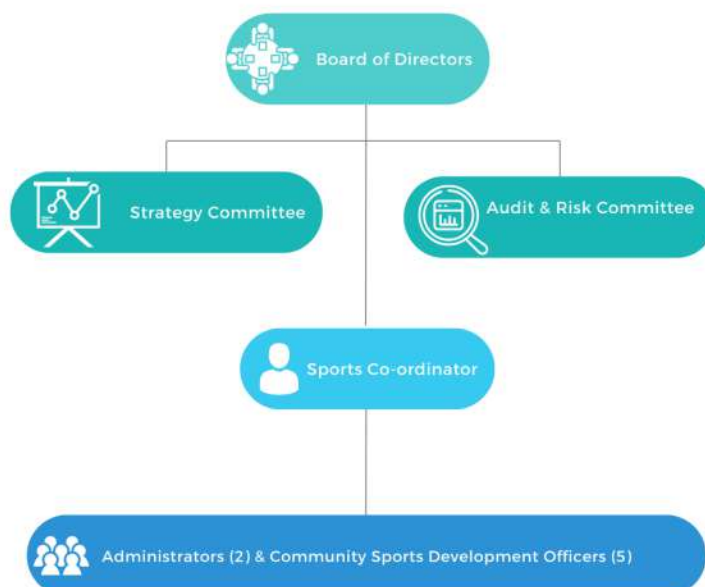 Board of Directors
Strategy Committee
Audit & Risk Committee
Sports Co-ordinator
Administrators (2) & Community Sports Development Officers (5)